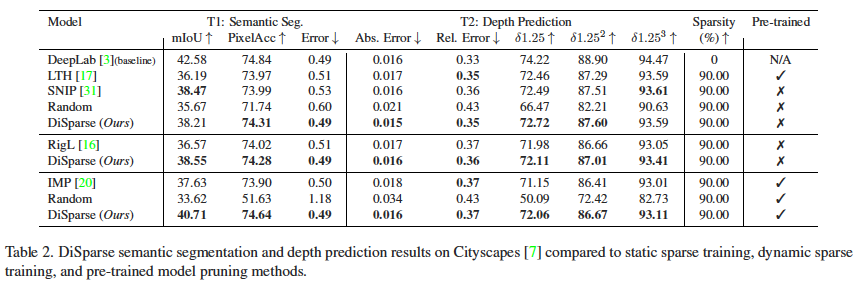 Model T1: Semantic Seg. T2: Depth Prediction Sparsity Pre-trained
mIoU ↑ PixelAcc ↑ Error ↓ Abs. Error ↓ Rel. Error ↓ δ1.25 ↑ δ1.25² ↑ δ1.25³ ↑ (%) ↑
DeepLab [3](baseline) 42.58 74.84 0.49 0.016 0.33 74.22 88.90 94.47 0 N/A
LTH [17] 36.19 73.97 0.51 0.017 0.35 72.46 87.29 93.59 90.00 ✓
SNIP [31] 38.47 73.99 0.53 0.016 0.36 72.49 87.51 93.61 90.00 ✗
Random 35.67 71.74 0.60 0.021 0.43 66.47 82.21 90.63 90.00 ✗
DiSparse (Ours) 38.21 74.31 0.49 0.015 0.35 72.72 87.60 93.59 90.00 ✗
RigL [16] 36.57 74.02 0.51 0.017 0.37 71.98 86.66 93.05 90.00 ✗
DiSparse (Ours) 38.55 74.28 0.49 0.016 0.36 72.11 87.01 93.41 90.00 ✗
IMP [20] 37.63 73.90 0.50 0.018 0.37 71.15 86.41 93.01 90.00 ✓
Random 33.62 51.63 1.18 0.034 0.43 50.09 72.42 82.73 90.00 ✓
DiSparse (Ours) 40.71 74.64 0.49 0.016 0.37 72.06 86.67 93.11 90.00 ✓
Table 2. DiSparse semantic segmentation and depth prediction results on Cityscapes [7] compared to static sparse training, dynamic sparse
training, and pre-trained model pruning methods.